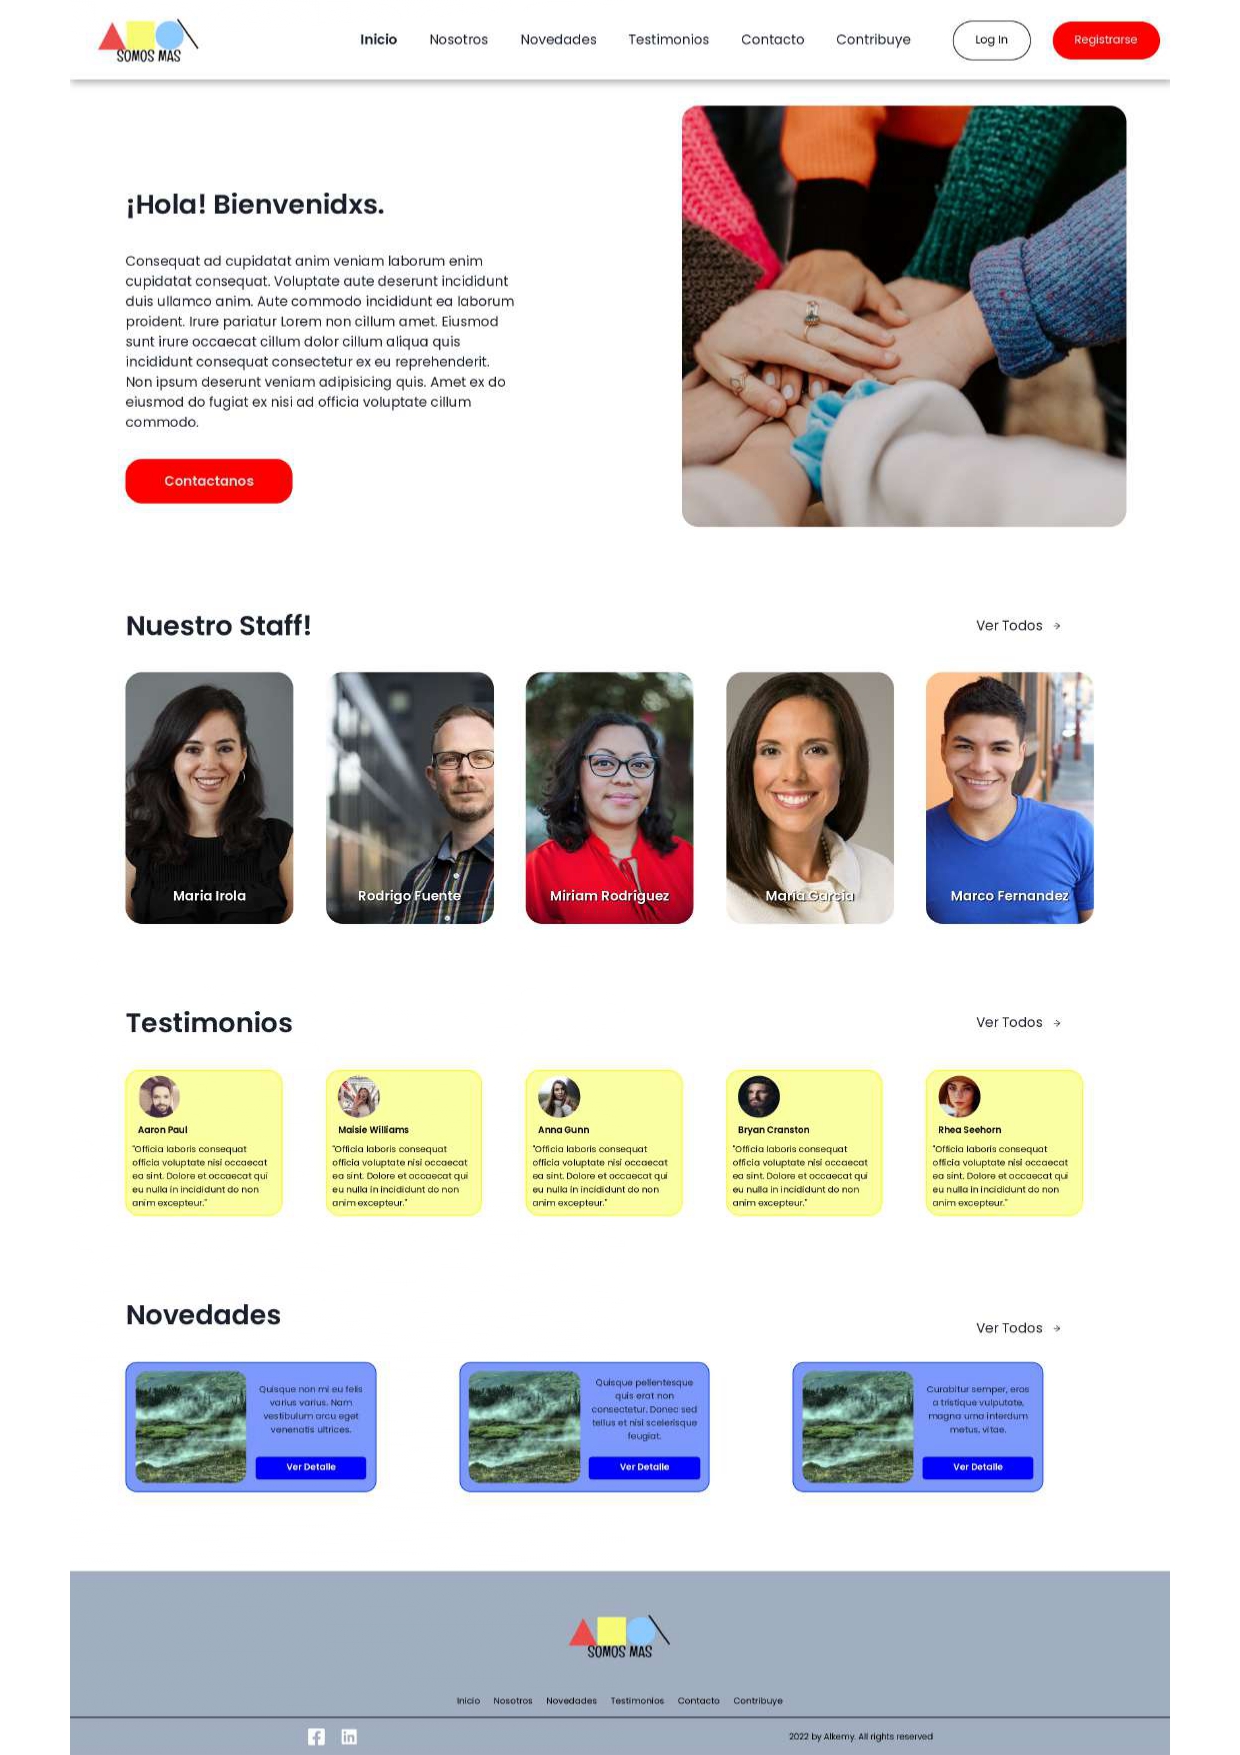 SOMOS MAS
Inicio
Nosotros
Novedades
Testimonios
Contacto
Contribuye
Log In
Registrarse
¡Hola! Bienvenidxs.
Consequat ad cupidatat anim veniam laborum enim
cupidatat consequat. Voluptate aute deserunt incididunt
duis ullamco anim. Aute commodo incididunt ea laborum
proident. Irure pariatur Lorem non cillum amet. Eiusmod
sunt irure occaecat cillum dolor cillum aliqua quis
incididunt consequat consectetur ex eu reprehenderit.
Non ipsum deserunt veniam adipisicing quis. Amet ex do
eiusmod do fugiat ex nisi ad officia voluptate cillum
commodo.
Contactanos
Nuestro Staff!
Ver Todos →
Maria Irola
Rodrigo Fuente
Miriam Rodriguez
Maria Garcia
Marco Fernandez
Testimonios
Ver Todos →
Aaron Paul
"Officia laboris consequat
officia voluptate nisi occaecat
ea sint. Dolore et occaecat qui
eu nulla in incididunt do non
anim excepteur."
Maisie Williams
"Officia laboris consequat
officia voluptate nisi occaecat
ea sint. Dolore et occaecat qui
eu nulla in incididunt do non
anim excepteur."
Anna Gunn
"Officia laboris consequat
officia voluptate nisi occaecat
ea sint. Dolore et occaecat qui
eu nulla in incididunt do non
anim excepteur."
Bryan Cranston
"Officia laboris consequat
officia voluptate nisi occaecat
ea sint. Dolore et occaecat qui
eu nulla in incididunt do non
anim excepteur."
Rhea Seehorn
"Officia laboris consequat
officia voluptate nisi occaecat
ea sint. Dolore et occaecat qui
eu nulla in incididunt do non
anim excepteur."
Novedades
Ver Todos →
Quisque non mi eu felis
varius varius. Nam
vestibulum arcu eget
venenatis ultrices.
Ver Detalle
Quisque pellentesque
quis erat non
consectetur. Donec sed
tellus et nisi scelerisque
feugiat.
Ver Detalle
Curabitur semper, eros
a tristique vulputate,
magna urna interdum
metus, vitae.
Ver Detalle
SOMOS MAS
Inicio
Nosotros
Novedades
Testimonios
Contacto
Contribuye
2022 by Alkemy. All rights reserved